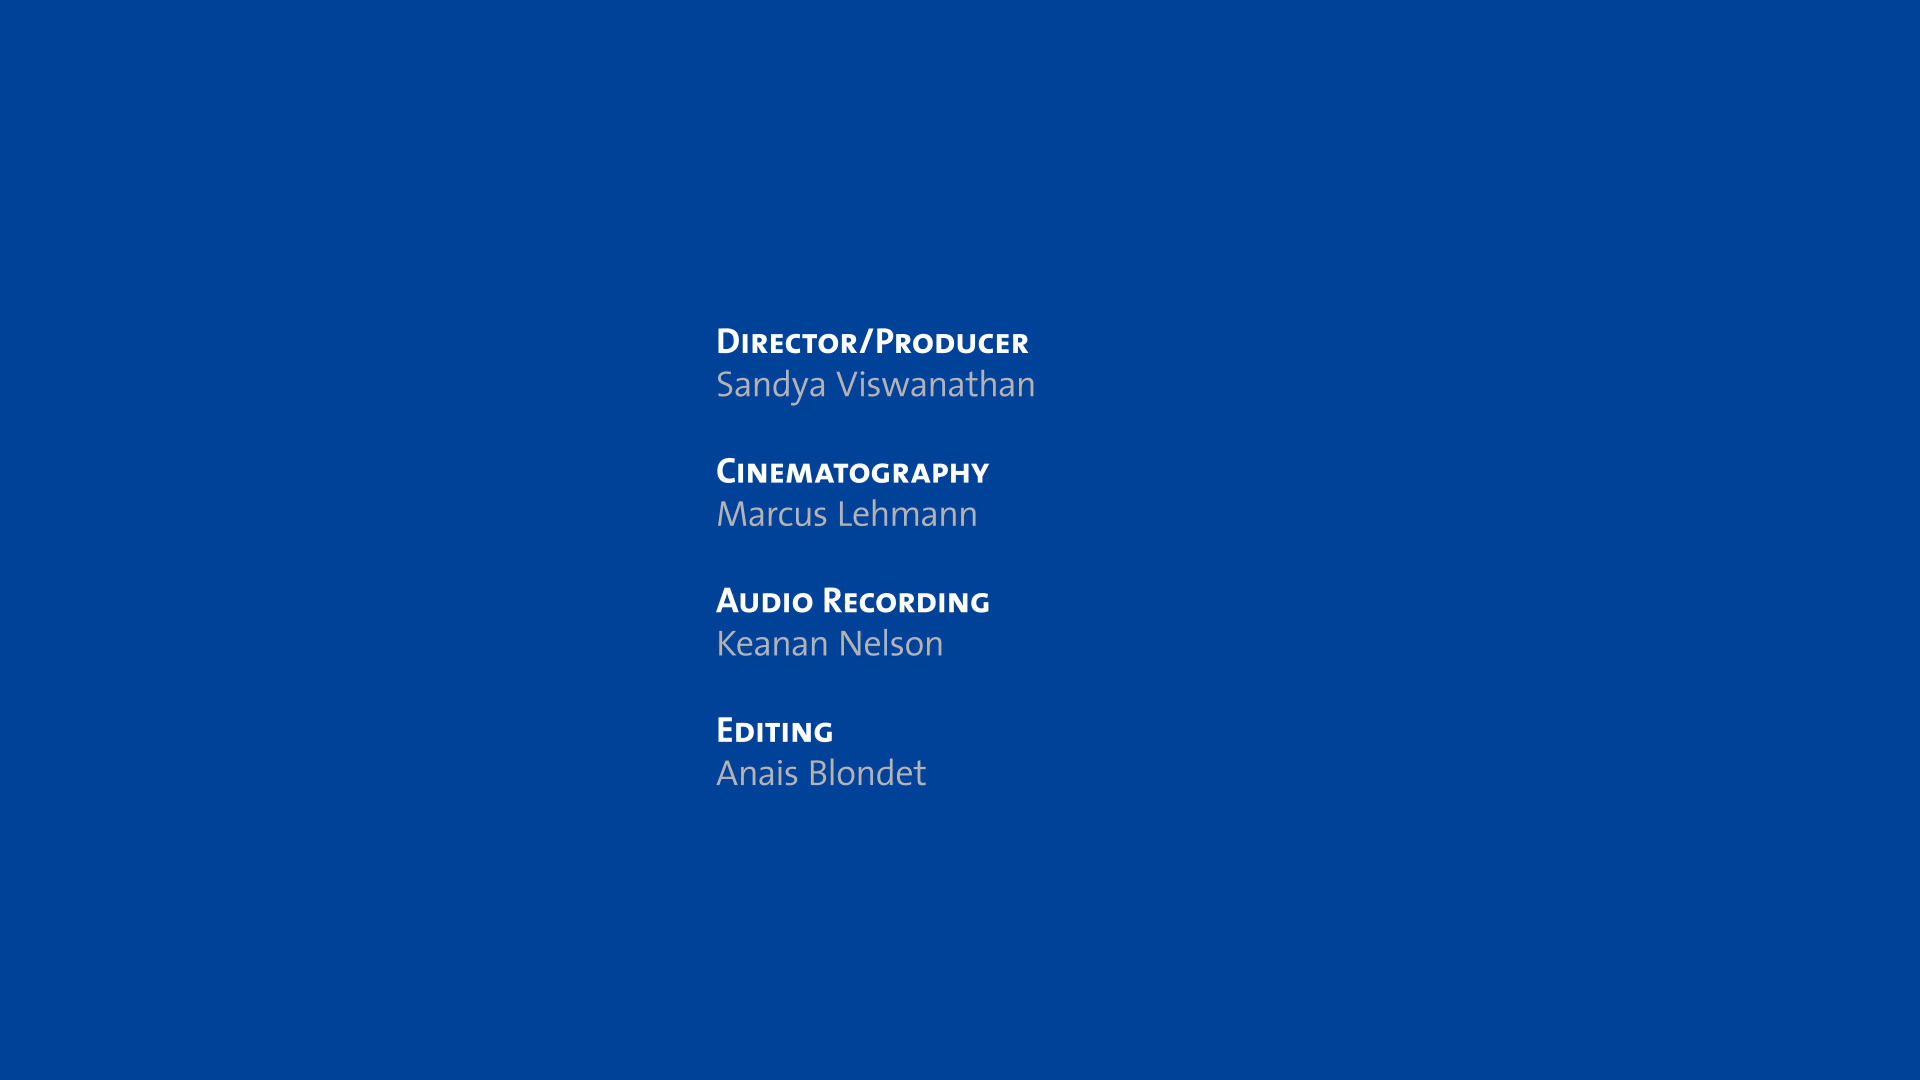 Director/Producer
Sandya Viswanathan
Cinematography
Marcus Lehmann
Audio Recording
Keanan Nelson
Editing
Anais Blondet